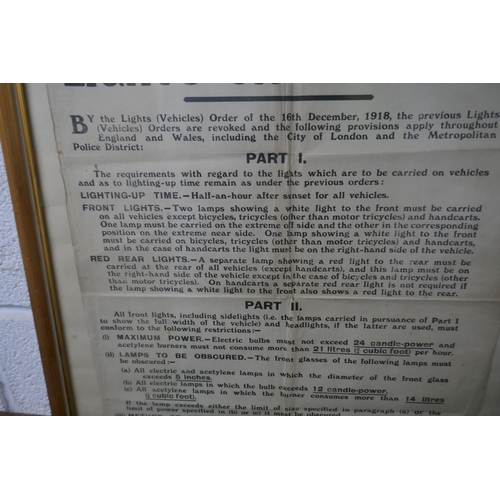 BY the Lights (Vehicles) Order of the 16th December, 1918, the previous Lights
(Vehicles) Orders are revoked and the following provisions apply throughout
England and Wales, including the City of London and the Metropolitan
Police District:
PART I.
The requirements with regard to the lights which are to be carried on vehicles
and as to lighting-up time remain as under the previous orders:
LIGHTING-UP TIME.—Half-an-hour after sunset for all vehicles.
FRONT LIGHTS.—Two lamps showing a white light to the front must be carried
on all vehicles except bicycles, tricycles (other than motor tricycles) and handcarts.
One lamp must be carried on the extreme off side and the other in the corresponding
position on the extreme near side. One lamp showing a white light to the front
must be carried on bicycles, tricycles (other than motor tricycles) and handcarts,
and in the case of handcarts the light must be on the right-hand side of the vehicle.
RED REAR LIGHTS.—A separate lamp showing a red light to the rear must be
carried at the rear of all vehicles (except handcarts), and this lamp must be on
the right-hand side of the vehicle except in the case of bicycles and tricycles (other
than motor tricycles). On handcarts a separate red rear light is not required if
the lamp showing a white light to the front also shows a red light to the rear.
PART II.
All front lights, including sidelights (i.e. the lamps carried in pursuance of Part I
to show the full width of the vehicle) and headlights, if the latter are used, must
conform to the following restrictions:—
(i) MAXIMUM POWER.—Electric bulbs must not exceed 24 candle-power and
acetylene burners must not consume more than 21 litres ( cubic foot) per hour.
(ii) LAMPS TO BE OBSCURED.—The front glasses of the following lamps must
be obscured:—
(a) All electric and acetylene lamps in which the diameter of the front glass
exceeds 5 inches.
(b) All electric lamps in which the bulb exceeds 12 candle-power.
(c) All acetylene lamps in which the burner consumes more than 14 litres
(½ cubic foot).
If the lamp exceeds either the limit of size specified in paragraph (a) or the
limit of power specified in (b) or (c) it must be obscured.